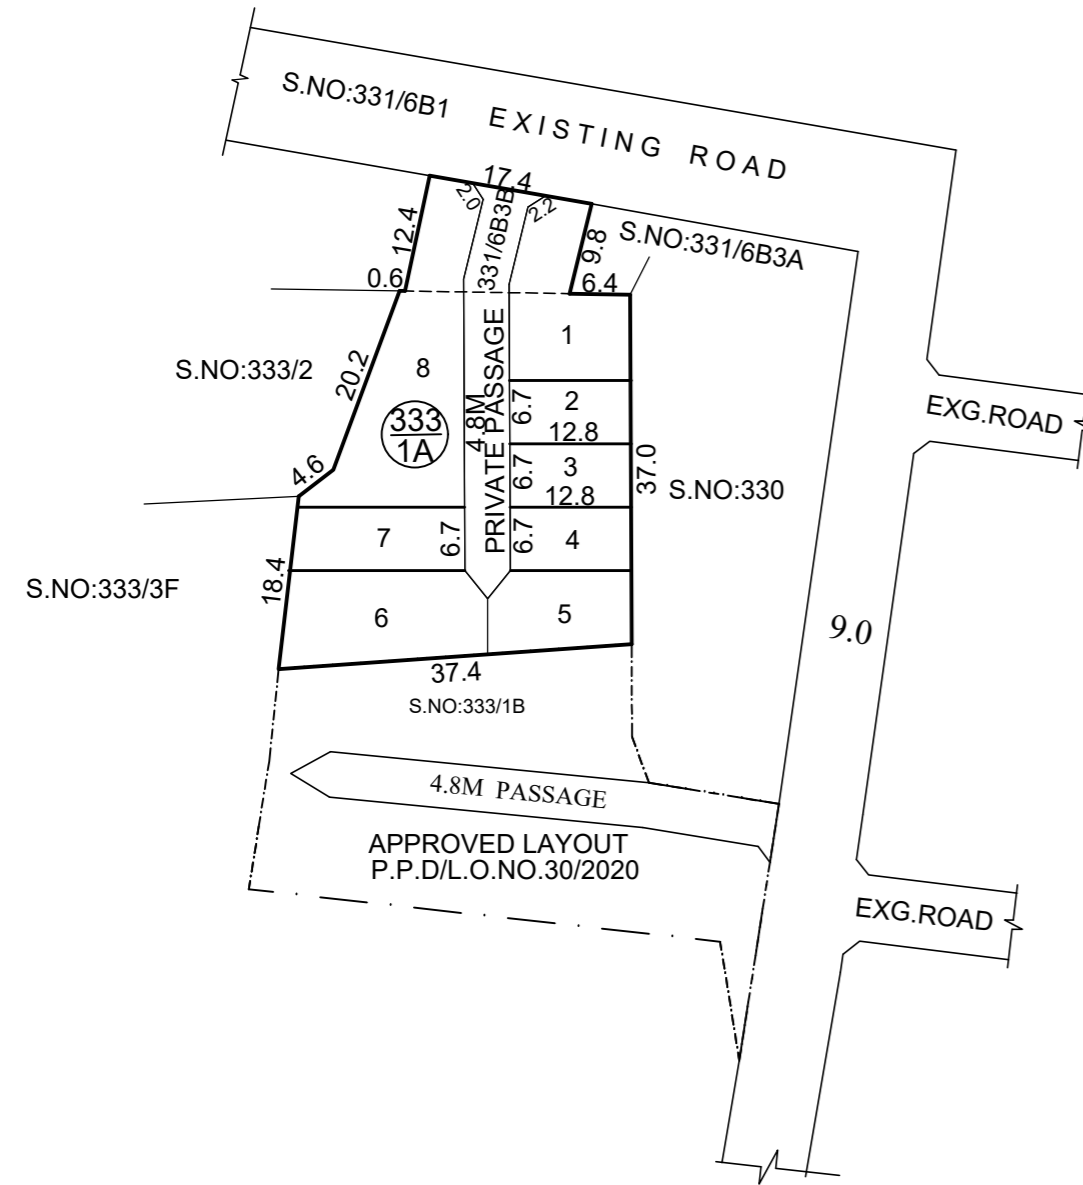 S.NO:331/6B1
EXISTING ROAD
17.4
2.0
2.2
331/6B3B
12.4
9.8
S.NO:331/6B3A
0.6
6.4
1
S.NO:333/2
20.2
8
4.8M
PRIVATE PASSAGE
6.7
2
12.8
EXG.ROAD
333
1A
4.6
6.7
3
12.8
37.0
S.NO:330
7
6.7
6.7
4
18.4
S.NO:333/3F
6
5
9.0
37.4
S.NO:333/1B
4.8M PASSAGE
APPROVED LAYOUT
P.P.D/L.O.NO.30/2020
EXG.ROAD